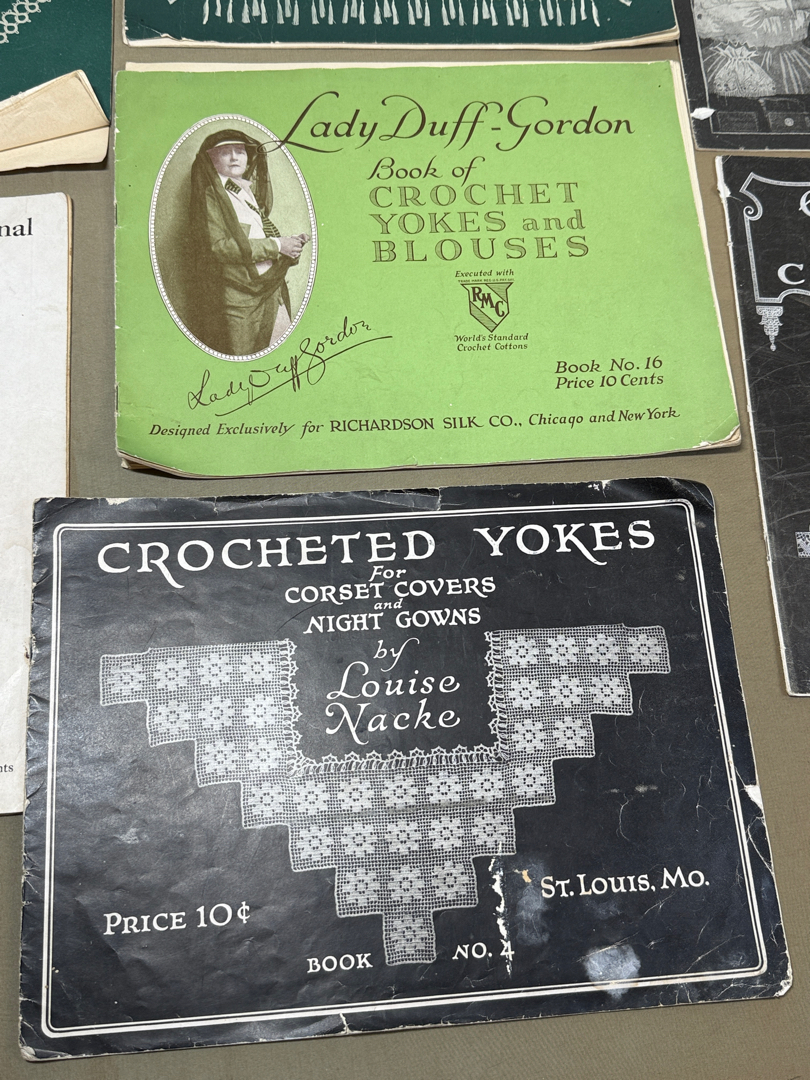 Lady Duff-Gordon
Book of
CROCHET
YOKES and
BLOUSES
Executed with
RMC
World's Standard
Crochet Cottons
Book No. 16
Price 10 Cents
Lady Duff Gordon
Designed Exclusively for RICHARDSON SILK CO., Chicago and New York
nal
nts
C
CROCHETED YOKES
For
CORSET COVERS
and
NIGHT GOWNS
by
Louise
Nacke
PRICE 10¢
ST. LOUIS, MO.
BOOK NO. 4